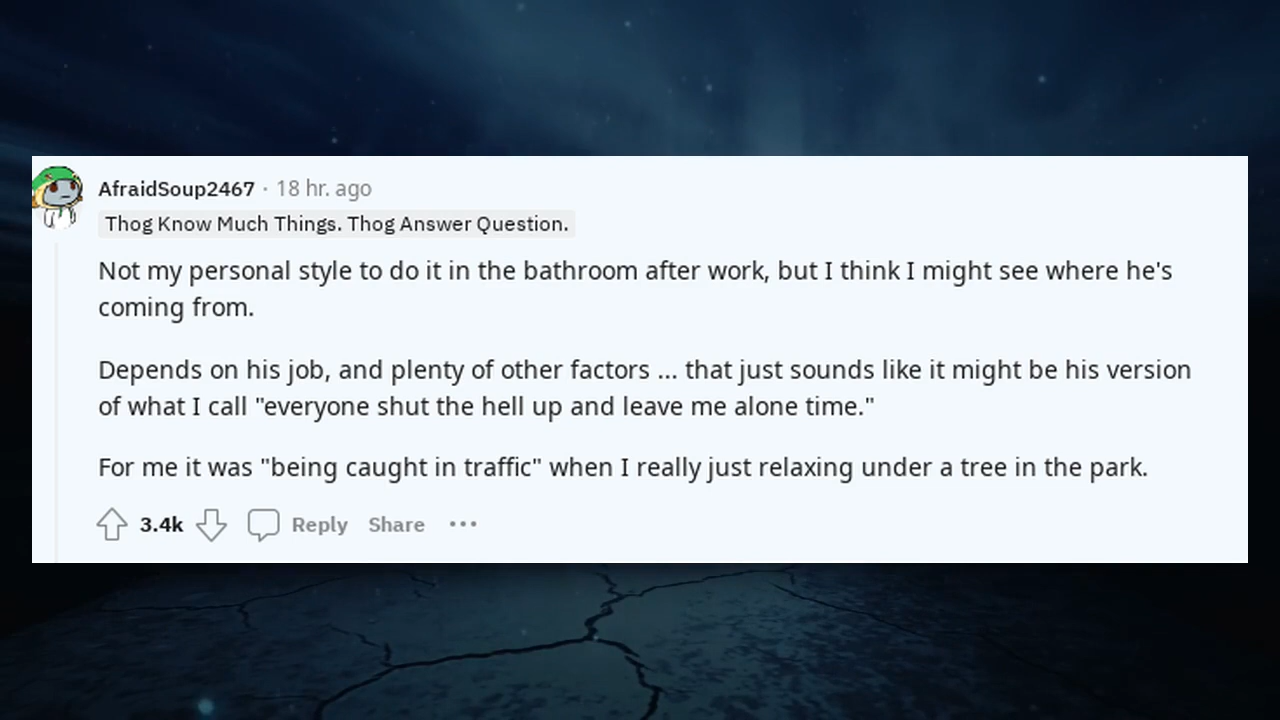 AfraidSoup2467 · 18 hr. ago
Thog Know Much Things. Thog Answer Question.
Not my personal style to do it in the bathroom after work, but I think I might see where he's
coming from.
Depends on his job, and plenty of other factors ... that just sounds like it might be his version
of what I call "everyone shut the hell up and leave me alone time."
For me it was "being caught in traffic" when I really just relaxing under a tree in the park.
3.4k Reply Share ...